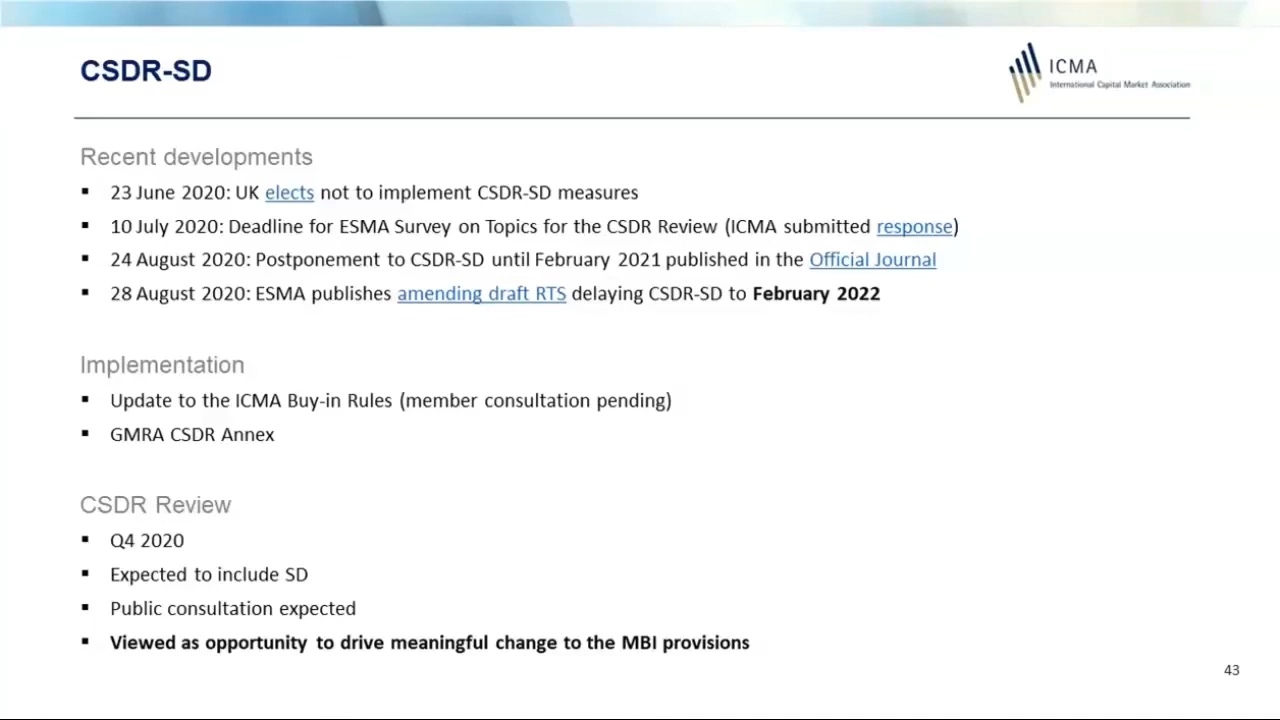 CSDR-SD
ICMA
International Capital Market Association
Recent developments
▪ 23 June 2020: UK elects not to implement CSDR-SD measures
▪ 10 July 2020: Deadline for ESMA Survey on Topics for the CSDR Review (ICMA submitted response)
▪ 24 August 2020: Postponement to CSDR-SD until February 2021 published in the Official Journal
▪ 28 August 2020: ESMA publishes amending draft RTS delaying CSDR-SD to February 2022
Implementation
▪ Update to the ICMA Buy-in Rules (member consultation pending)
▪ GMRA CSDR Annex
CSDR Review
▪ Q4 2020
▪ Expected to include SD
▪ Public consultation expected
▪ Viewed as opportunity to drive meaningful change to the MBI provisions
43